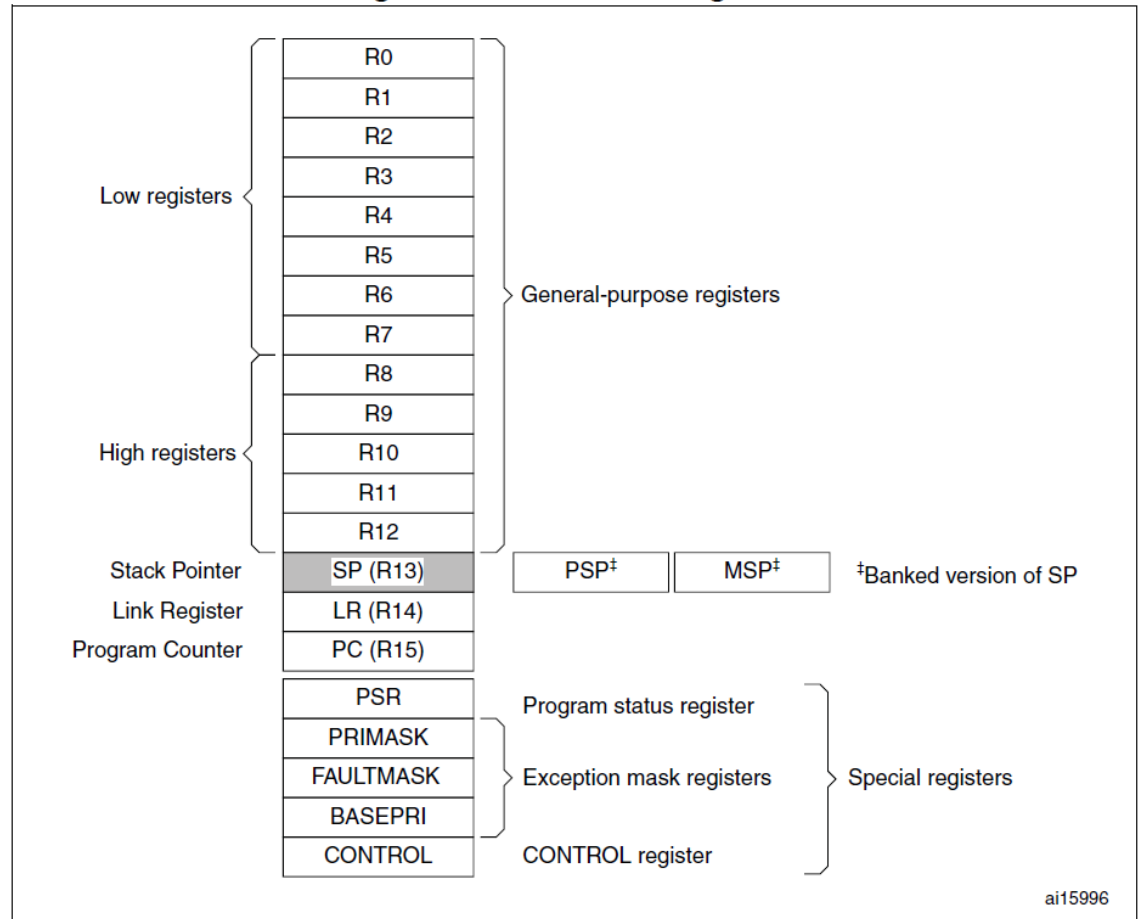 R0
R1
R2
R3
Low registers
R4
R5
R6
General-purpose registers
R7
R8
R9
High registers
R10
R11
R12
Stack Pointer SP (R13) PSP‡ MSP‡ ‡Banked version of SP
Link Register LR (R14)
Program Counter PC (R15)
PSR Program status register
PRIMASK
FAULTMASK Exception mask registers Special registers
BASEPRI
CONTROL CONTROL register
ai15996